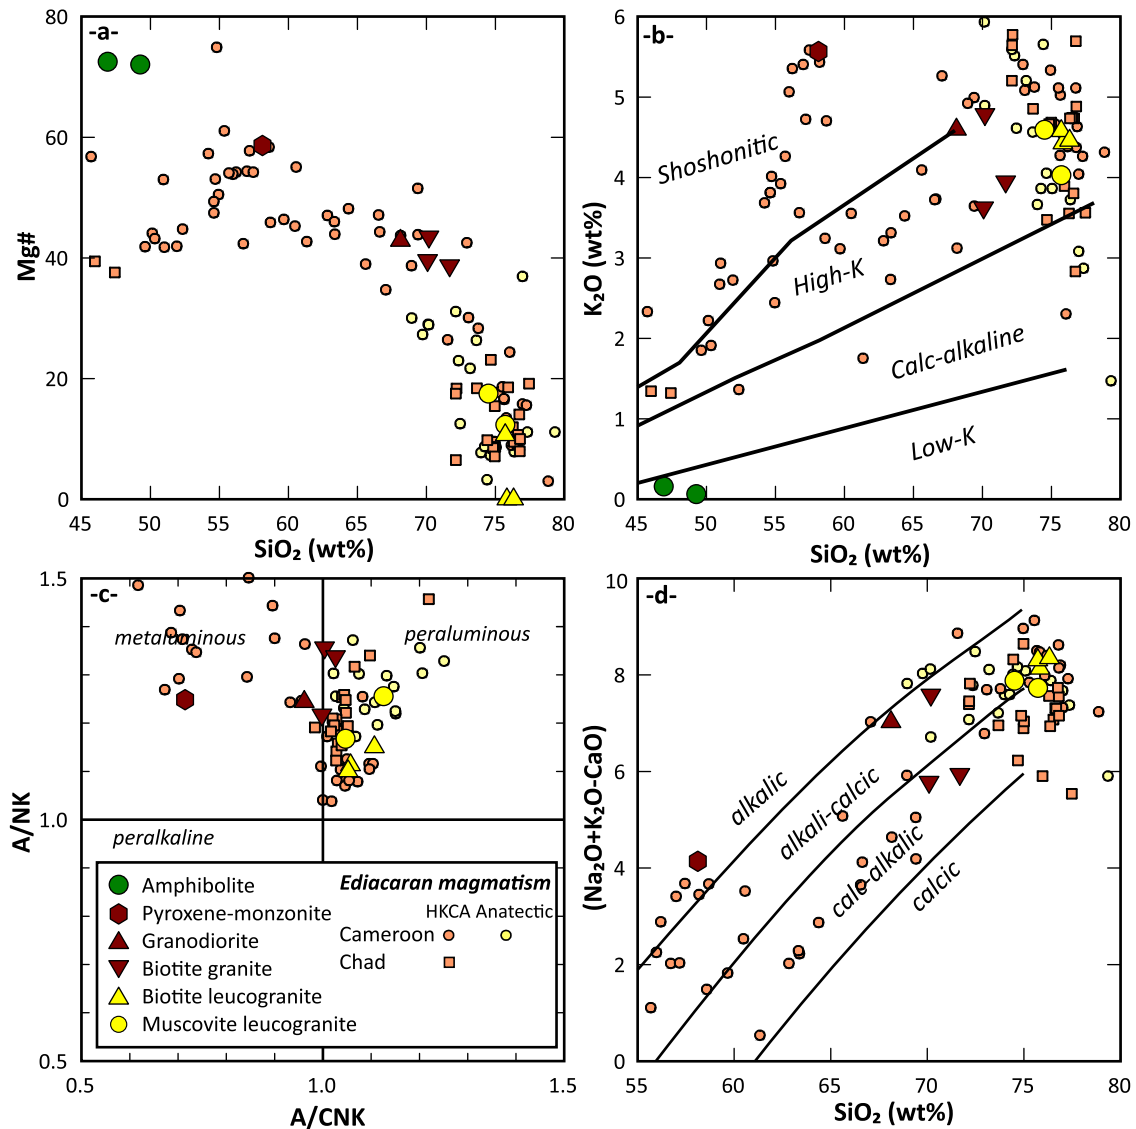 -a-
80
60
40
20
0
Mg#
45 50 55 60 65 70 75 80
SiO₂ (wt%)
-b-
6
5
4
3
2
1
0
K₂O (wt%)
Shoshonitic
High-K
Calc-alkaline
Low-K
45 50 55 60 65 70 75 80
SiO₂ (wt%)
-c-
1.5
1.0
0.5
A/NK
metaluminous
peraluminous
peralkaline
Amphibolite
Pyroxene-monzonite
Granodiorite
Biotite granite
Biotite leucogranite
Muscovite leucogranite
Ediacaran magmatism
HKCA Anatectic
Cameroon
Chad
0.5 1.0 1.5
A/CNK
-d-
10
8
6
4
2
0
(Na₂O+K₂O-CaO)
alkalic
alkali-calcic
calc-alkalic
calcic
55 60 65 70 75 80
SiO₂ (wt%)